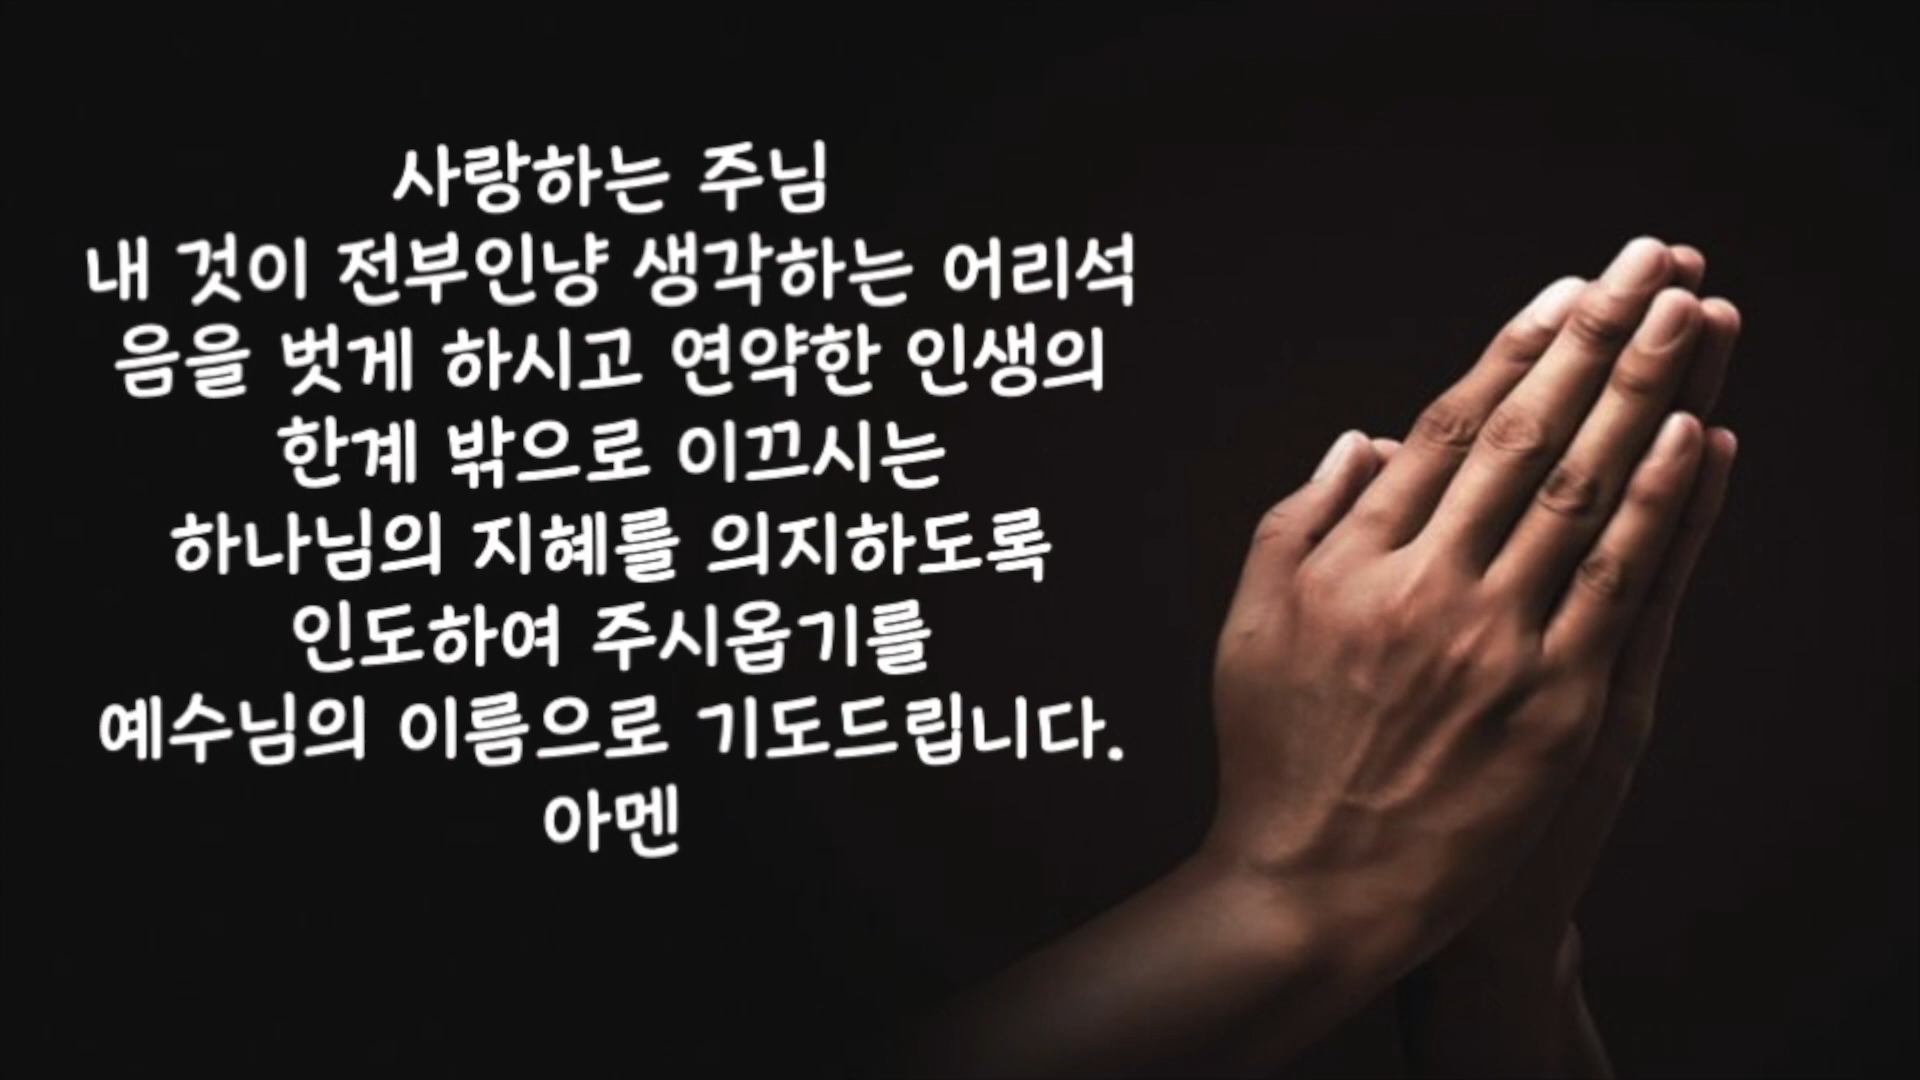 사랑하는 주님
내 것이 전부인냥 생각하는 어리석
음을 벗게 하시고 연약한 인생의
한계 밖으로 이끄시는
하나님의 지혜를 의지하도록
인도하여 주시옵기를
예수님의 이름으로 기도드립니다.
아멘